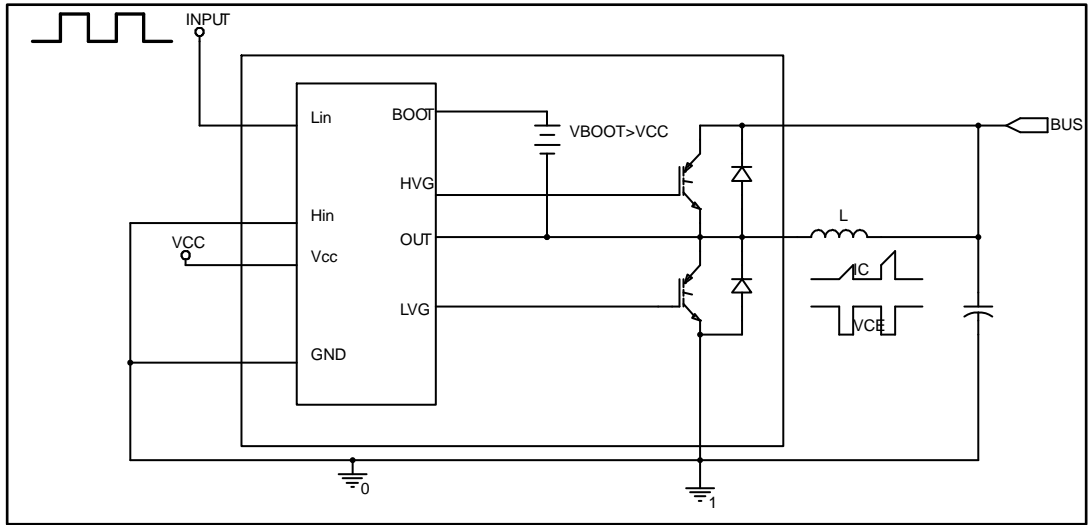 INPUT
Lin
BOOT
VBOOT>VCC
BUS
HVG
Hin
L
VCC
OUT
Vcc
IC
LVG
VCE
GND
0
1